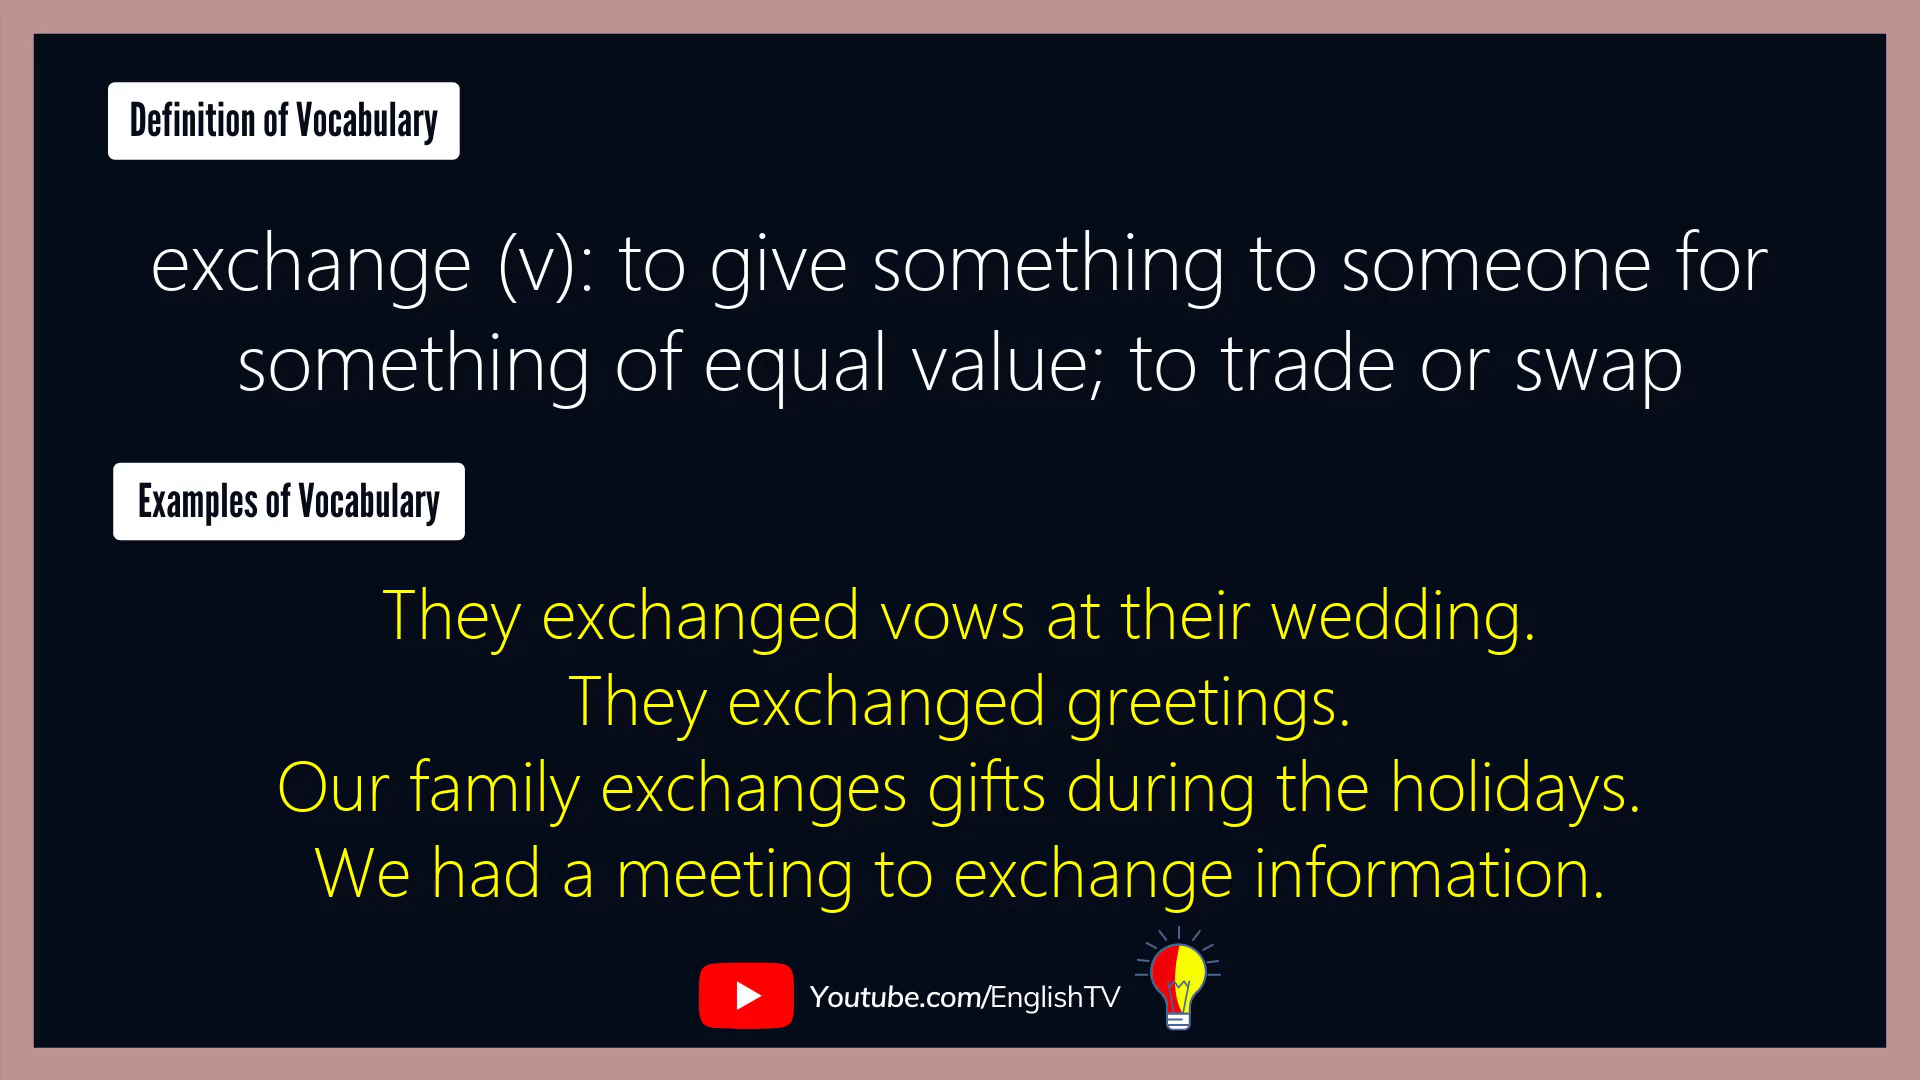 Definition of Vocabulary
exchange (v): to give something to someone for
something of equal value; to trade or swap
Examples of Vocabulary
They exchanged vows at their wedding.
They exchanged greetings.
Our family exchanges gifts during the holidays.
We had a meeting to exchange information.
Youtube.com/EnglishTV